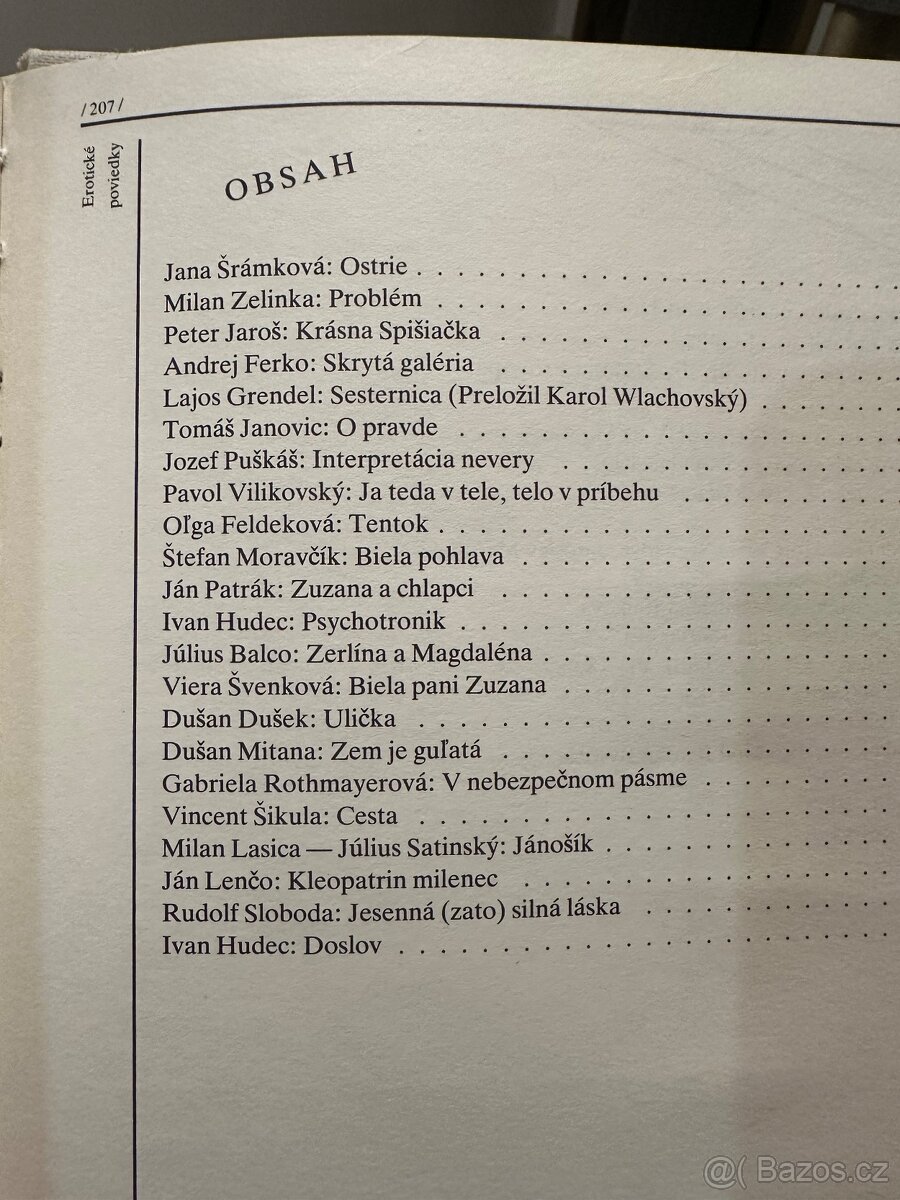 /207/
Erotické
poviedky
OBSAH
Jana Šrámková: Ostrie . . . . . . . . . . . . . . . . . . . . . . . .
Milan Zelinka: Problém . . . . . . . . . . . . . . . . . . . . . . .
Peter Jaroš: Krásna Spišiačka . . . . . . . . . . . . . . . . . . . .
Andrej Ferko: Skrytá galéria . . . . . . . . . . . . . . . . . . . .
Lajos Grendel: Sesternica (Preložil Karol Wlachovský) . . . . . . .
Tomáš Janovic: O pravde . . . . . . . . . . . . . . . . . . . . . .
Jozef Puškáš: Interpretácia nevery . . . . . . . . . . . . . . . . .
Pavol Vilikovský: Ja teda v tele, telo v príbehu . . . . . . . . . . .
Oľga Feldeková: Tentok . . . . . . . . . . . . . . . . . . . . . . .
Štefan Moravčík: Biela pohlava . . . . . . . . . . . . . . . . . . .
Ján Patrák: Zuzana a chlapci . . . . . . . . . . . . . . . . . . . .
Ivan Hudec: Psychotronik . . . . . . . . . . . . . . . . . . . . . .
Július Balco: Zerlína a Magdaléna . . . . . . . . . . . . . . . . . .
Viera Švenková: Biela pani Zuzana . . . . . . . . . . . . . . . . .
Dušan Dušek: Ulička . . . . . . . . . . . . . . . . . . . . . . . .
Dušan Mitana: Zem je guľatá . . . . . . . . . . . . . . . . . . . .
Gabriela Rothmayerová: V nebezpečnom pásme . . . . . . . . . .
Vincent Šikula: Cesta . . . . . . . . . . . . . . . . . . . . . . . .
Milan Lasica — Július Satinský: Jánošík . . . . . . . . . . . . . . .
Ján Lenčo: Kleopatrin milenec . . . . . . . . . . . . . . . . . . .
Rudolf Sloboda: Jesenná (zato) silná láska . . . . . . . . . . . . .
Ivan Hudec: Doslov . . . . . . . . . . . . . . . . . . . . . . . . .
@( Bazos.cz